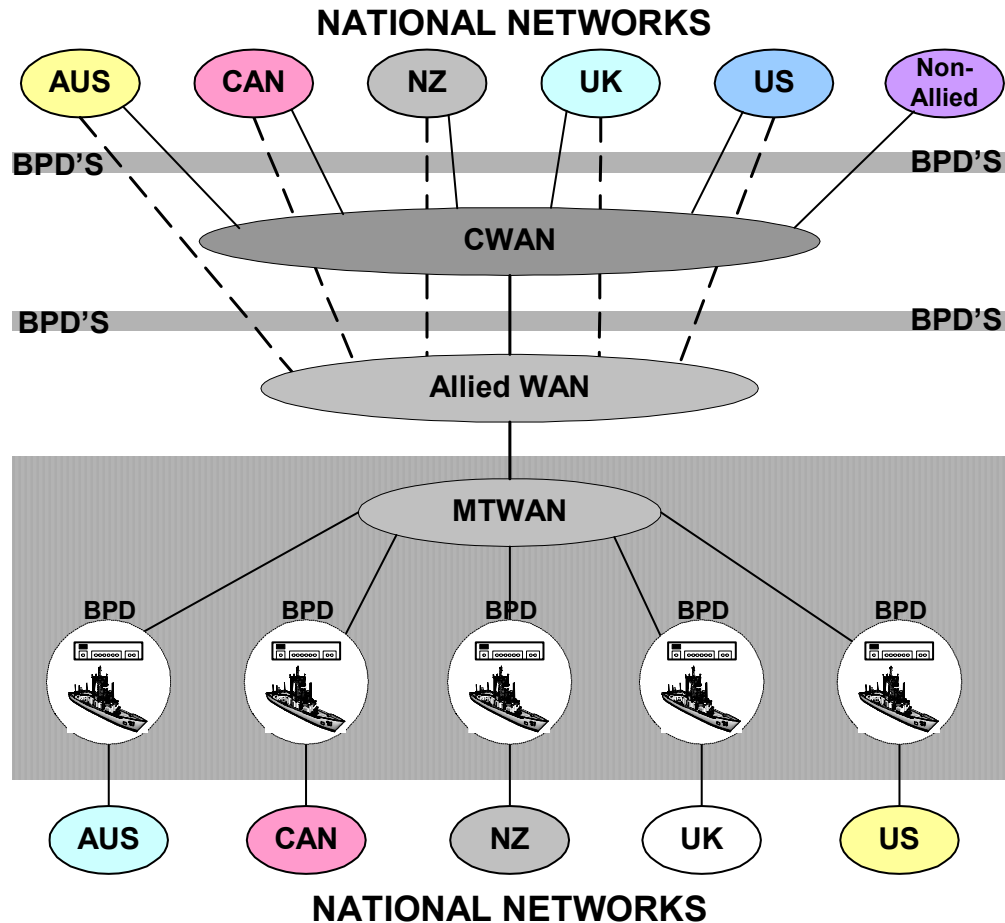 NATIONAL NETWORKS
AUS CAN NZ UK US Non-
Allied
BPD'S BPD'S
CWAN
BPD'S BPD'S
Allied WAN
MTWAN
BPD BPD BPD BPD BPD
AUS CAN NZ UK US
NATIONAL NETWORKS